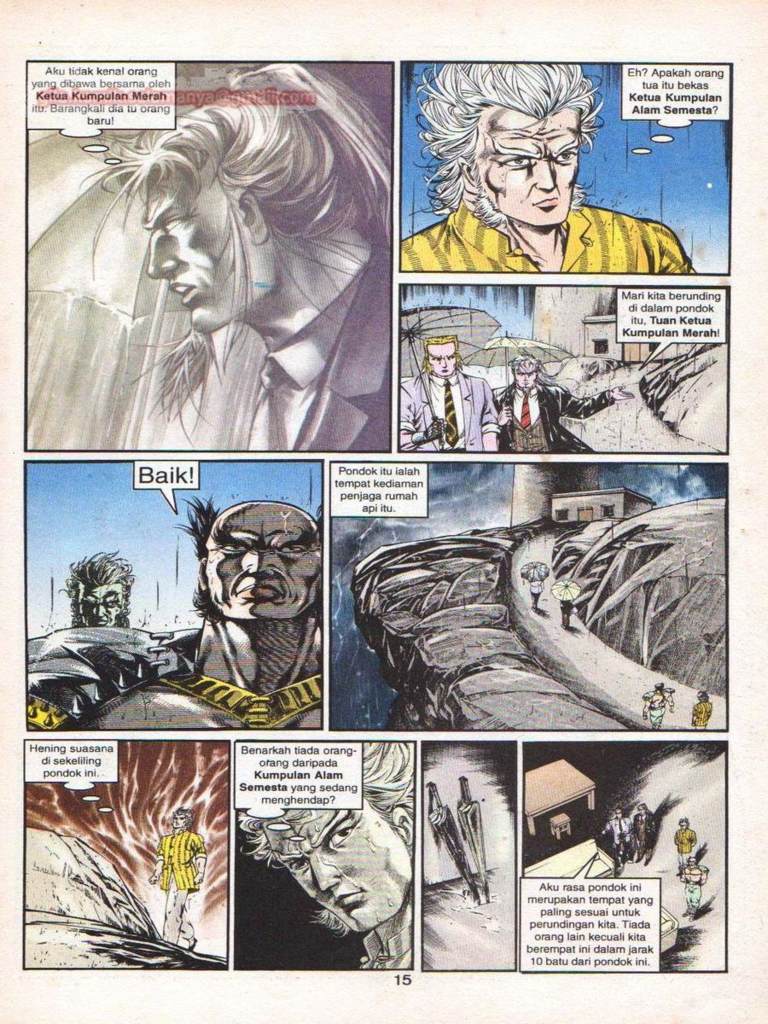 Aku tidak kenal orang
yang dibawa bersama oleh
Ketua Kumpulan Merah
itu. Barangkali dia tu orang
baru!
Eh? Apakah orang
tua itu bekas
Ketua Kumpulan
Alam Semesta?
Mari kita berunding
di dalam pondok
itu, Tuan Ketua
Kumpulan Merah!
Baik!
Pondok itu ialah
tempat kediaman
penjaga rumah
api itu.
Hening suasana
di sekeliling
pondok ini.
Benarkah tiada orang-
orang daripada
Kumpulan Alam
Semesta yang sedang
menghendap?
Aku rasa pondok ini
merupakan tempat yang
paling sesuai untuk
perundingan kita. Tiada
orang lain kecuali kita
berempat ini dalam jarak
10 batu dari pondok ini.
15